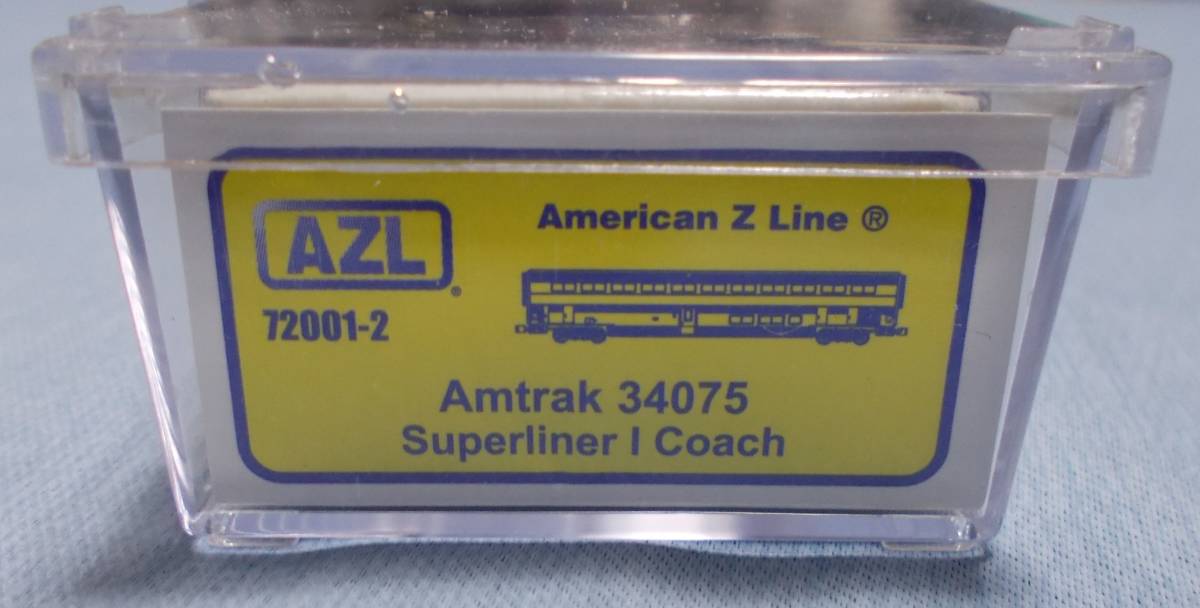 AZL
American Z Line ®
72001-2
Amtrak 34075
Superliner I Coach